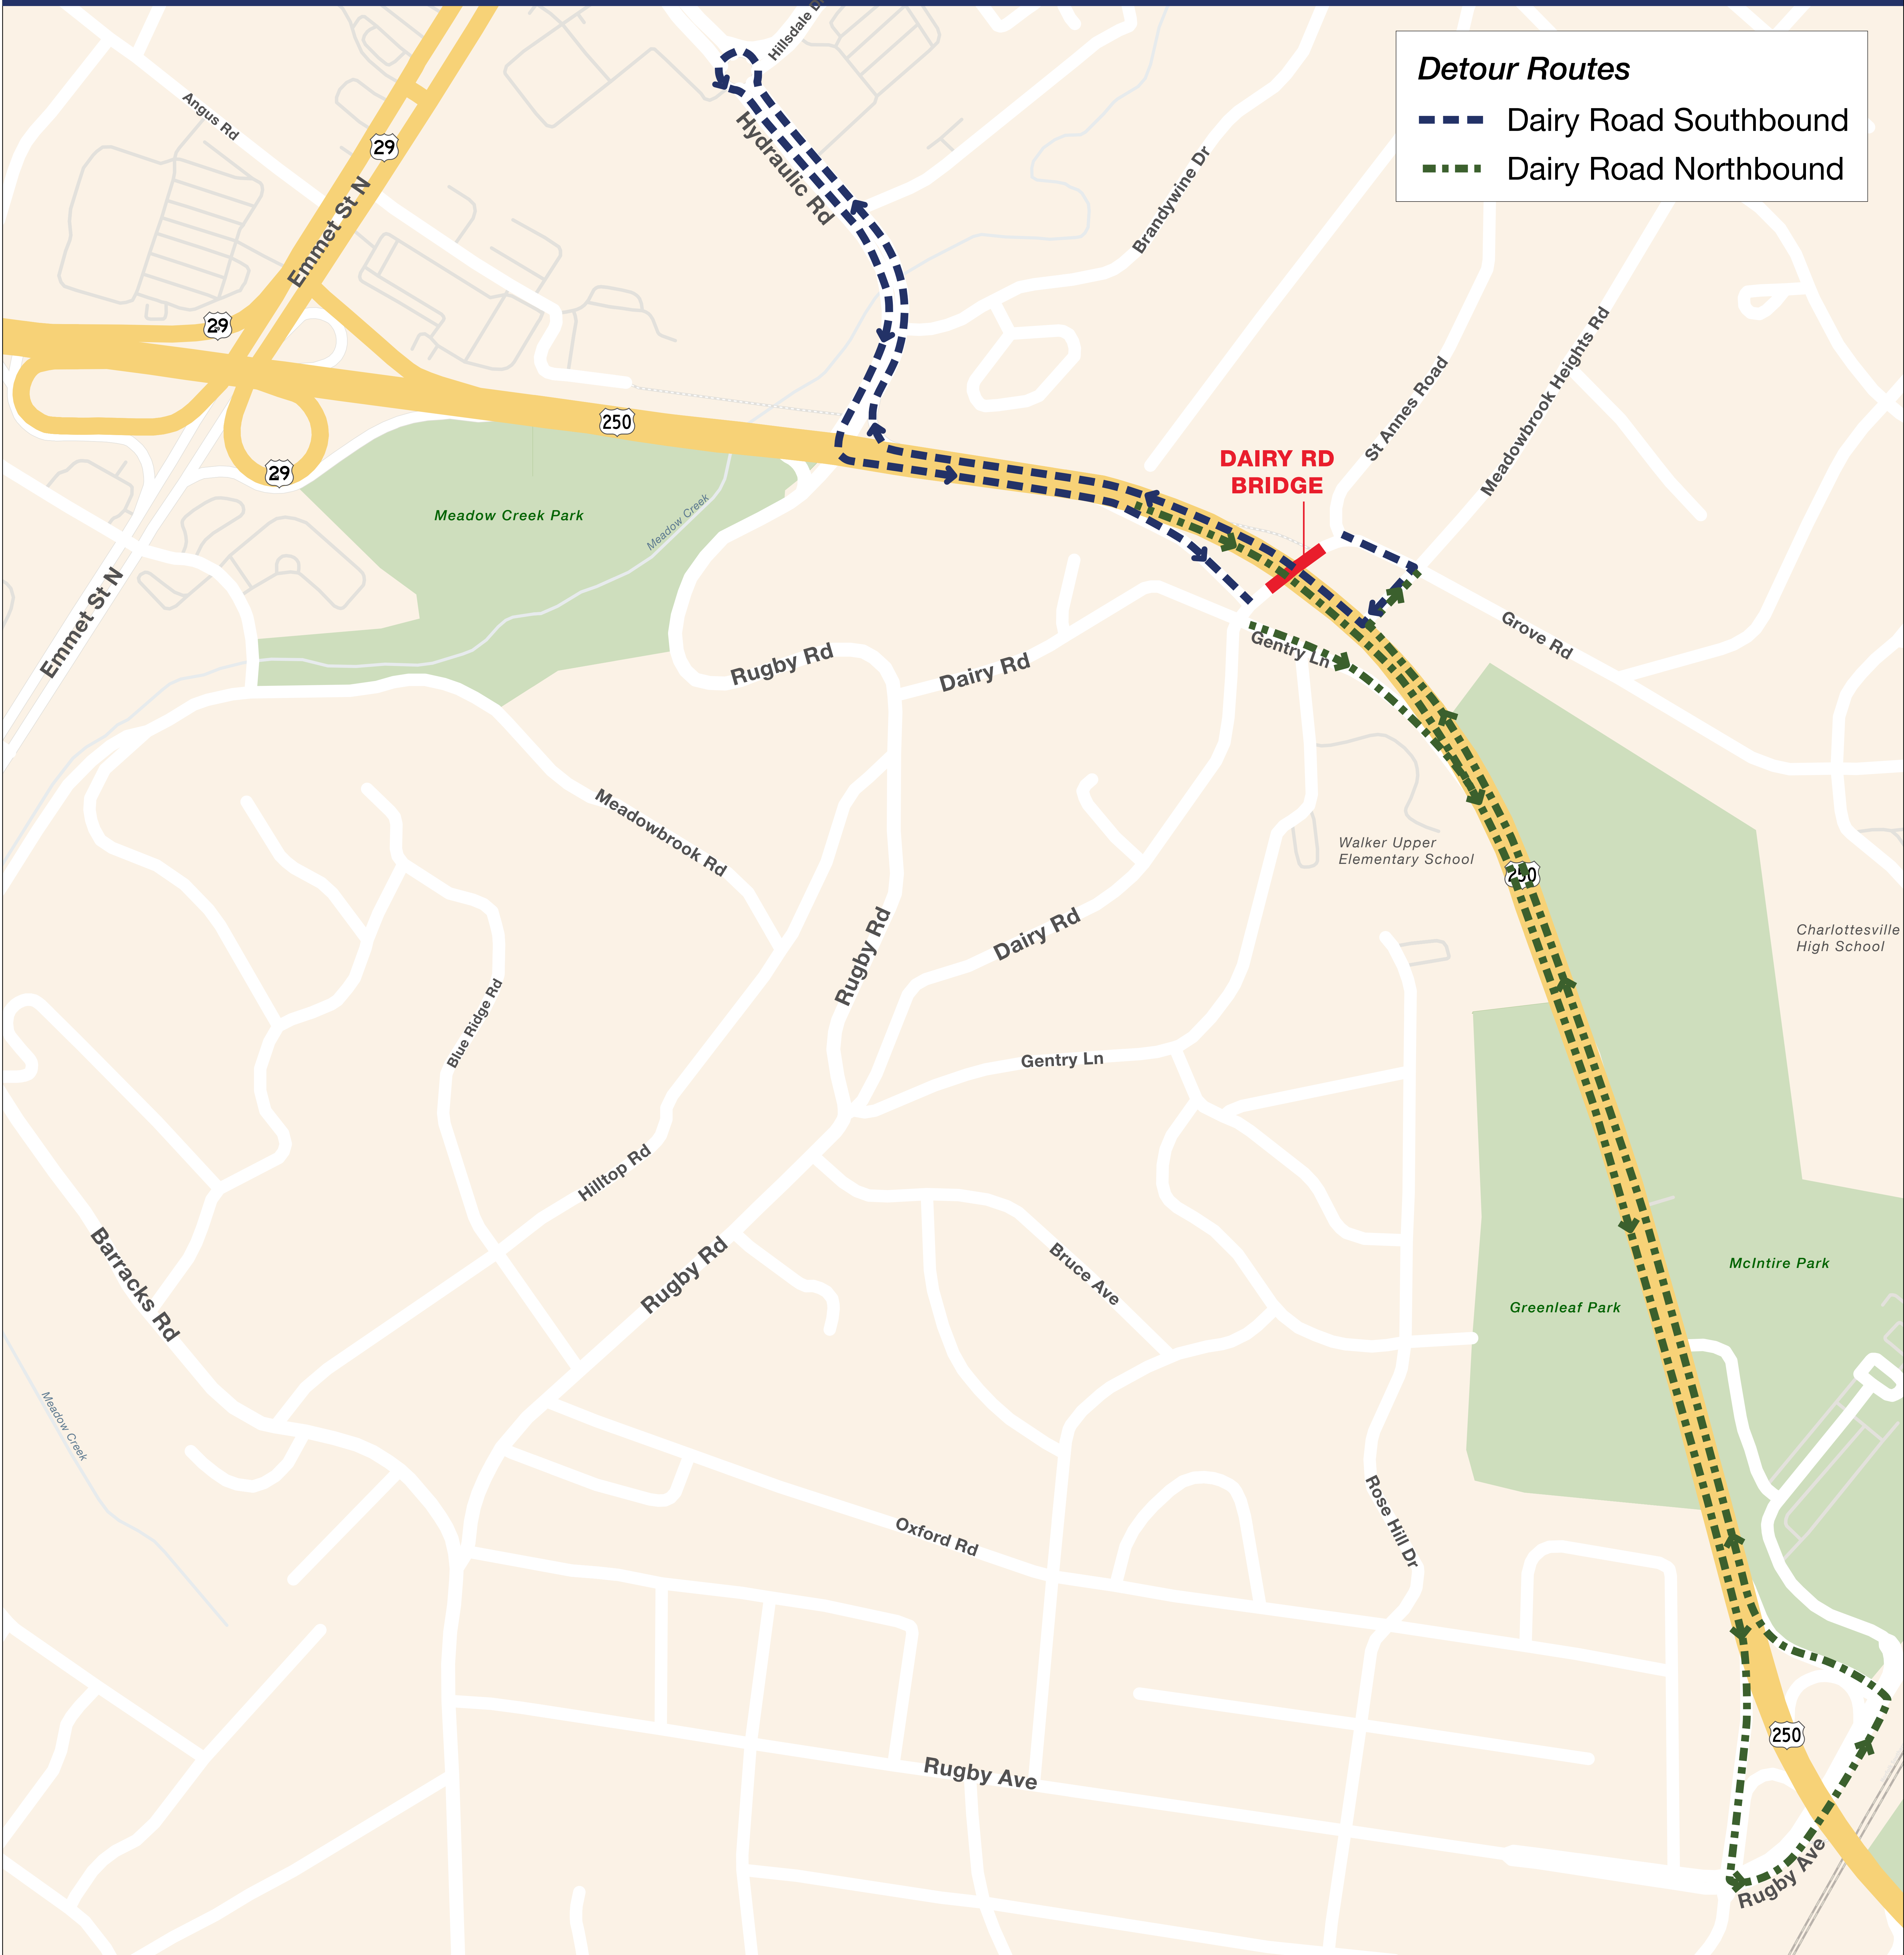 Hillsdale D
Detour Routes
Dairy Road Southbound
Dairy Road Northbound
Angus Rd
29
Hydraulic Rd
Emmet St N
Brandywine Dr
29
St Annes Road
Meadowbrook Heights Rd
250
29
DAIRY RD
BRIDGE
Meadow Creek Park
Meadow Creek
Emmet St N
Rugby Rd
Dairy Rd
Gentry Ln
Grove Rd
Meadowbrook Rd
Walker Upper
Elementary School
250
Rugby Rd
Dairy Rd
Charlottesville
High School
Blue Ridge Rd
Gentry Ln
Hilltop Rd
Barracks Rd
Rugby Rd
Bruce Ave
McIntire Park
Greenleaf Park
Meadow Creek
Oxford Rd
Rose Hill Dr
250
Rugby Ave
Rugby Ave